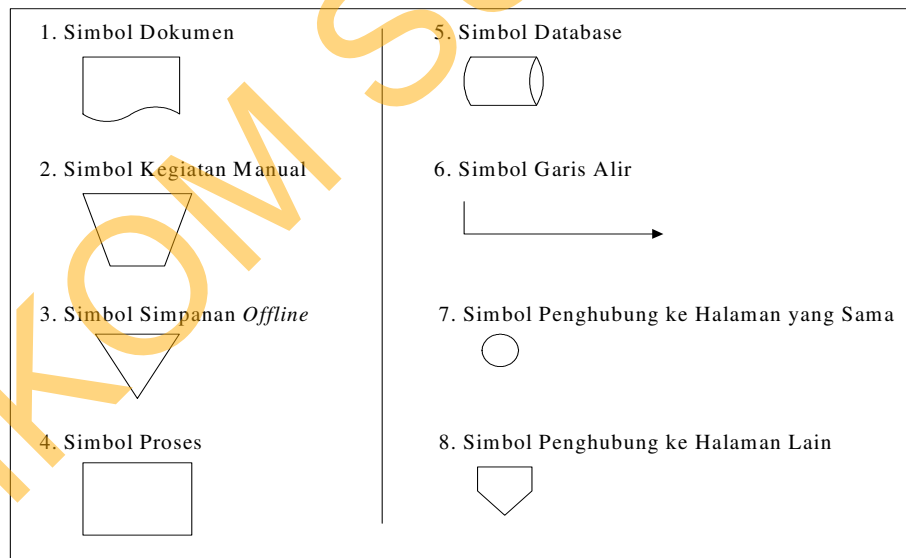 1. Simbol Dokumen
2. Simbol Kegiatan Manual
3. Simbol Simpanan Offline
4. Simbol Proses
5. Simbol Database
6. Simbol Garis Alir
7. Simbol Penghubung ke Halaman yang Sama
8. Simbol Penghubung ke Halaman Lain
IKOM S